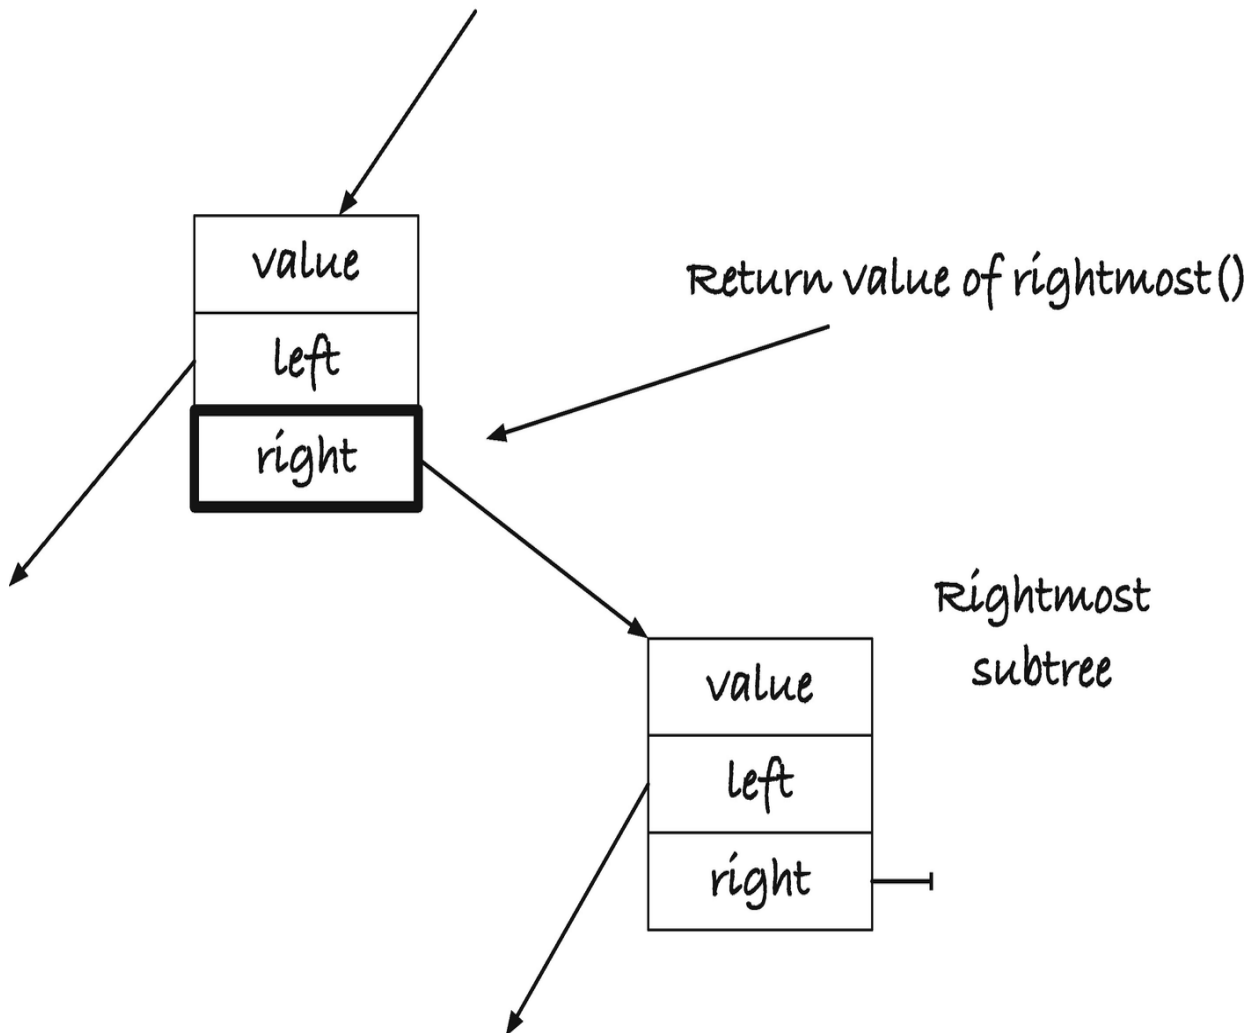 value
left
right
Return value of rightmost()
Rightmost
subtree
value
left
right